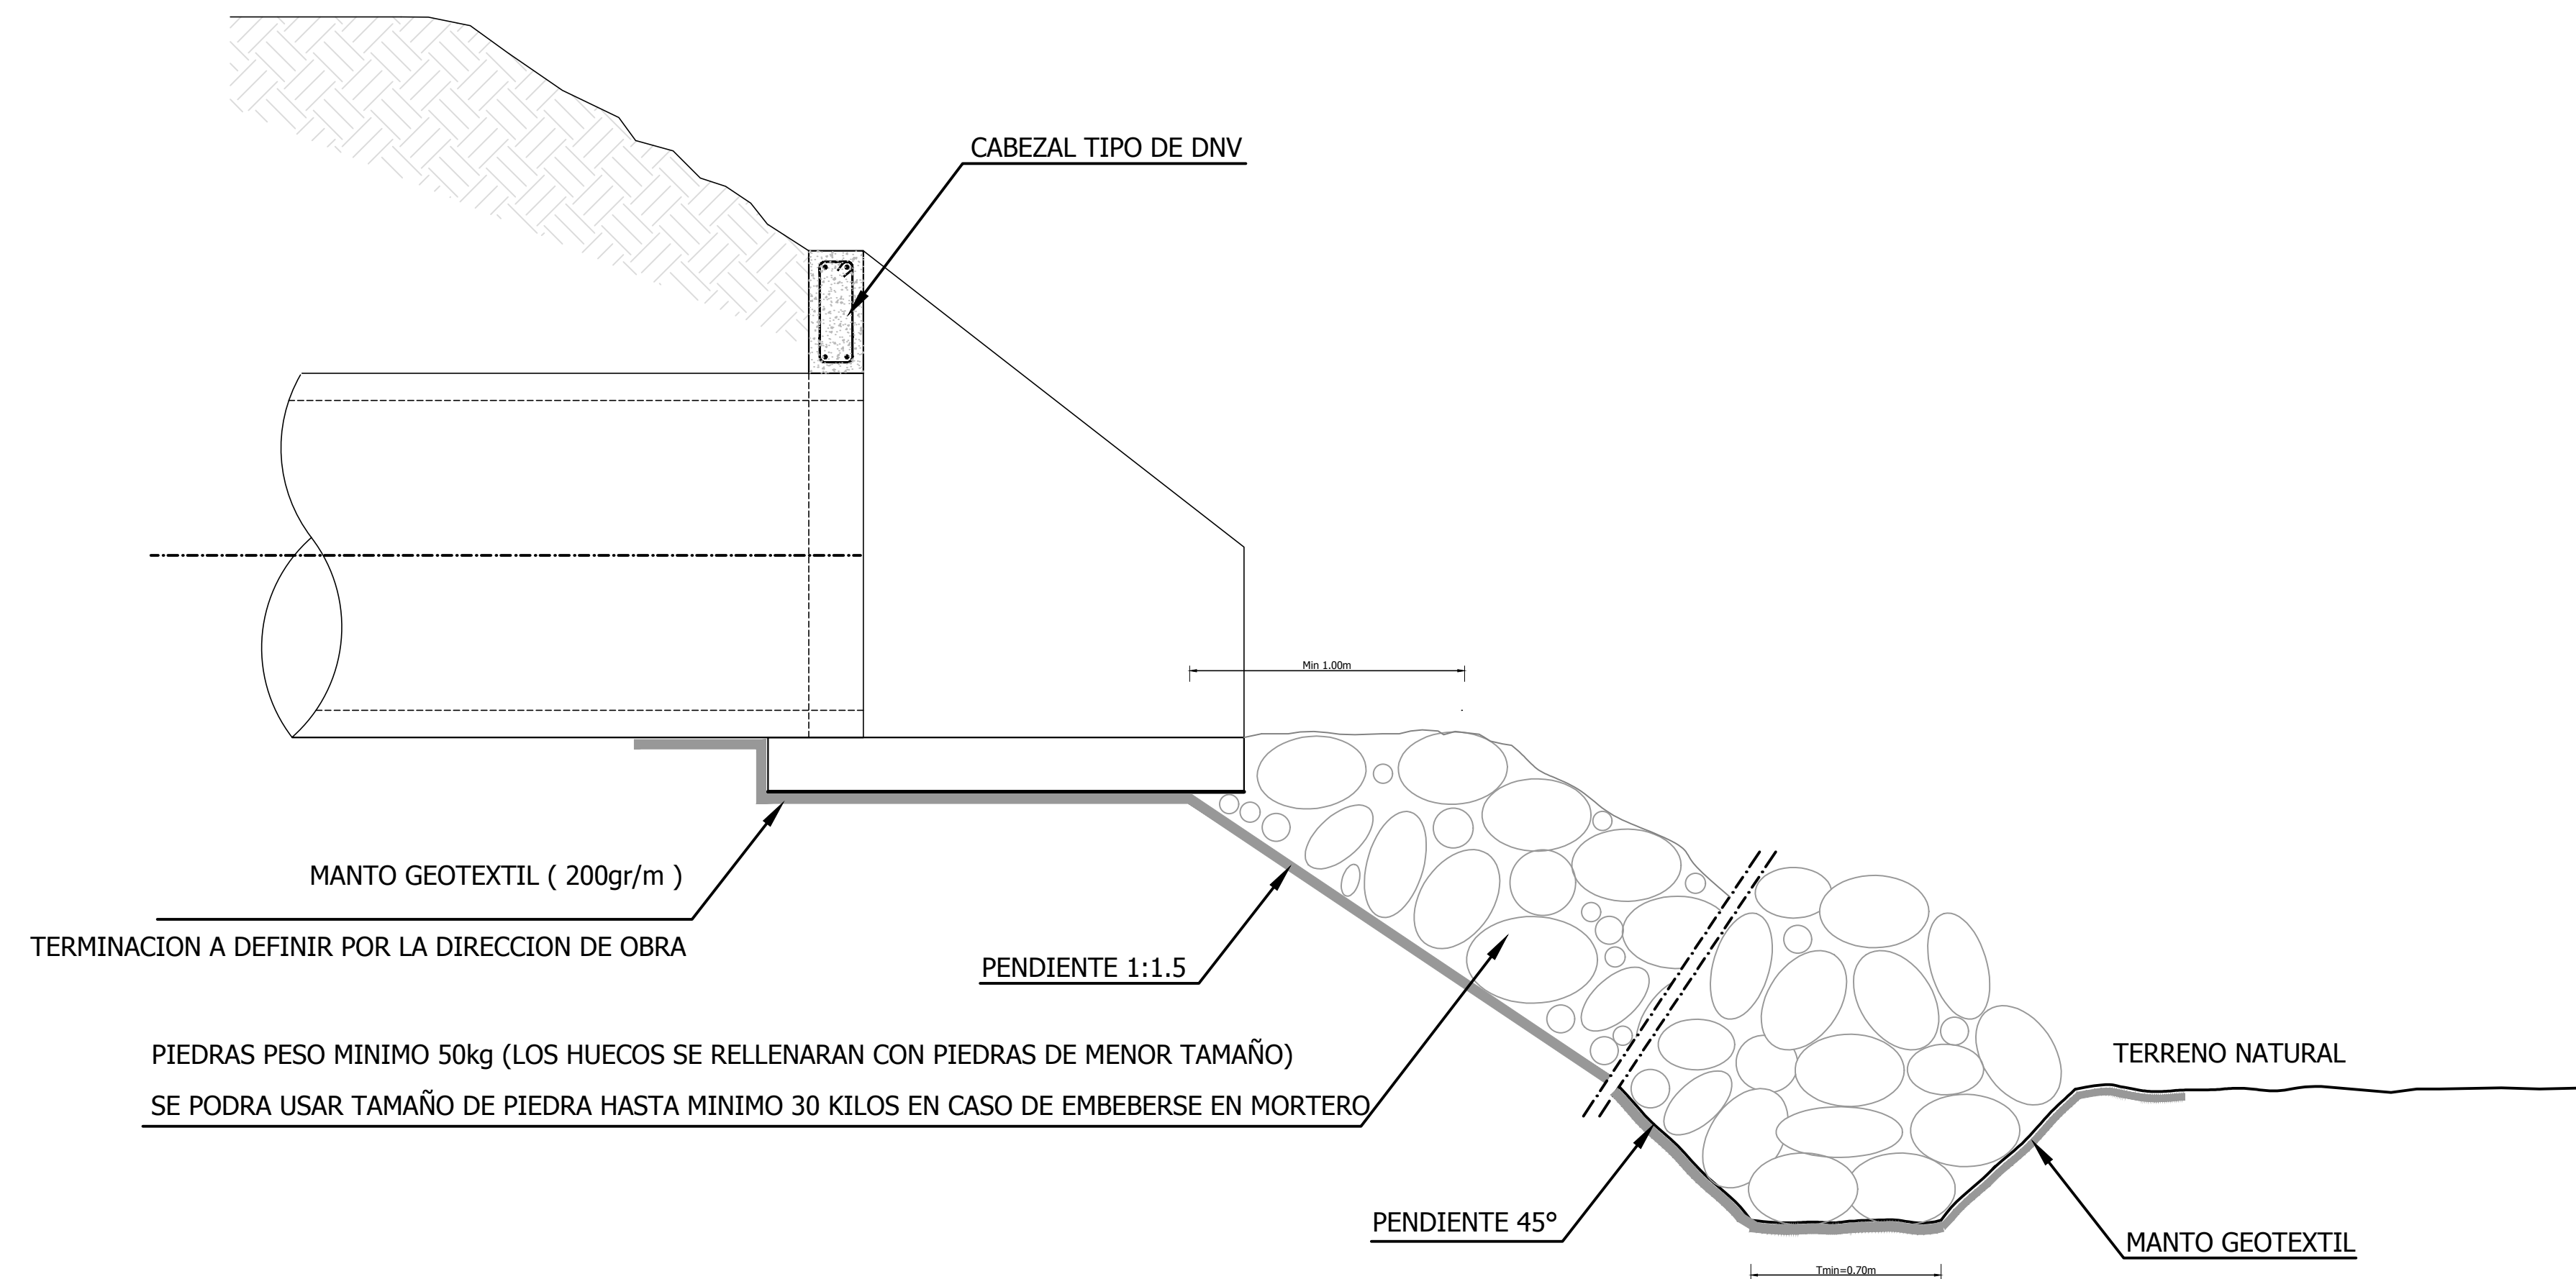 CABEZAL TIPO DE DNV
Min 1.00m
MANTO GEOTEXTIL ( 200gr/m )
TERMINACION A DEFINIR POR LA DIRECCION DE OBRA
PENDIENTE 1:1.5
PIEDRAS PESO MINIMO 50kg (LOS HUECOS SE RELLENARAN CON PIEDRAS DE MENOR TAMAÑO)
SE PODRA USAR TAMAÑO DE PIEDRA HASTA MINIMO 30 KILOS EN CASO DE EMBEBERSE EN MORTERO
TERRENO NATURAL
PENDIENTE 45°
MANTO GEOTEXTIL
Tmin=0.70m